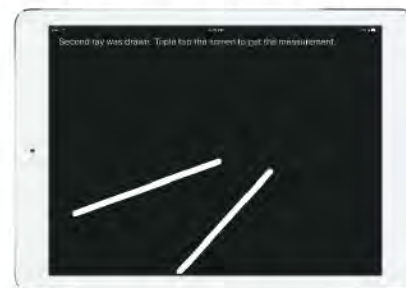 Second ray was drawn. Triple tap the screen to get the measurement.